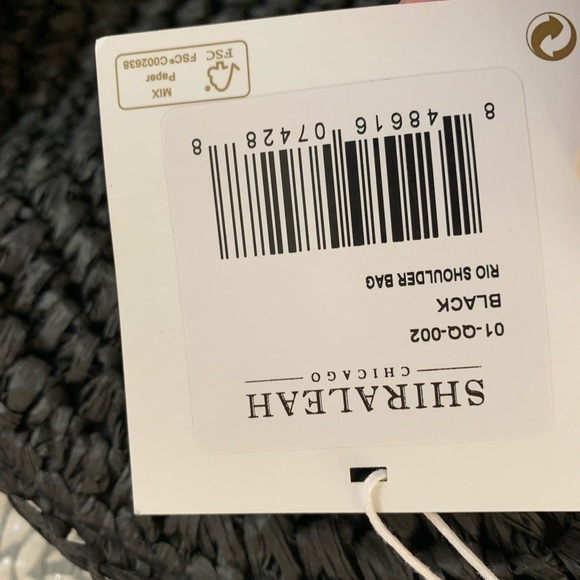 SHIRALEAH
CHICAGO
01-QQ-002
BLACK
RIO SHOULDER BAG
8 48616 07428 8
MIX
Paper
FSC® C002638
FSC